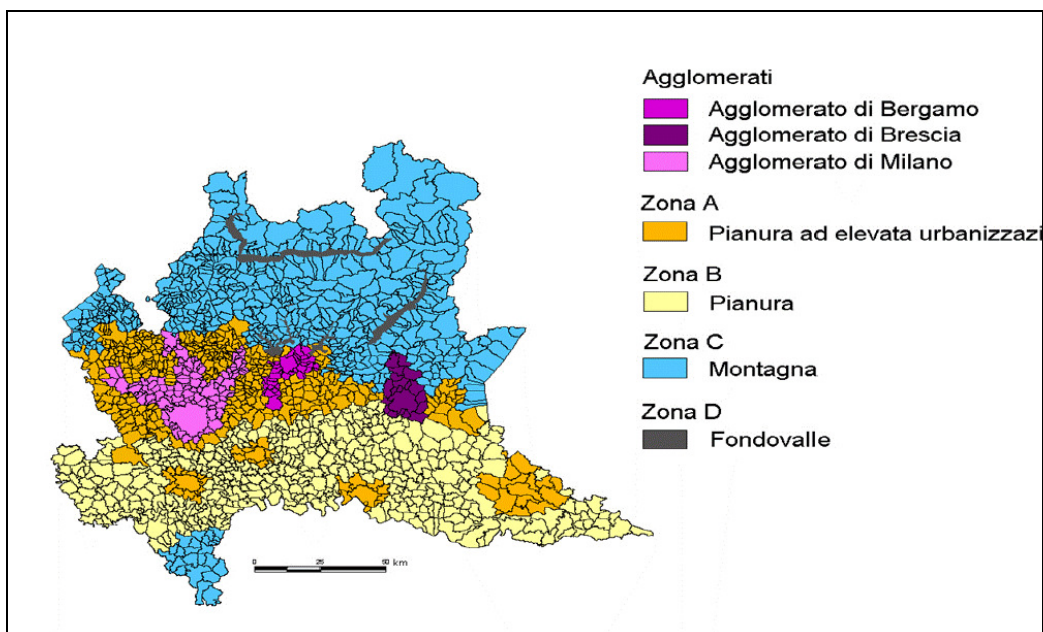 Agglomerati
Agglomerato di Bergamo
Agglomerato di Brescia
Agglomerato di Milano
Zona A
Pianura ad elevata urbanizzazi
Zona B
Pianura
Zona C
Montagna
Zona D
Fondovalle
0 25 50 km